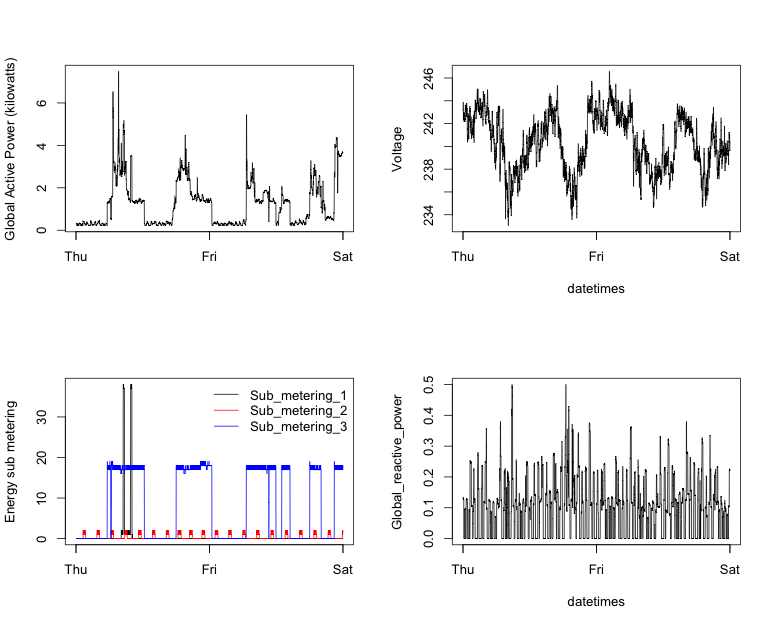 Global Active Power (kilowatts)
0 2 4 6
Thu Fri Sat
Voltage
234 238 242 246
Thu Fri Sat
datetimes
Energy sub metering
0 10 20 30
Sub_metering_1
Sub_metering_2
Sub_metering_3
Thu Fri Sat
Global_reactive_power
0.0 0.1 0.2 0.3 0.4 0.5
Thu Fri Sat
datetimes